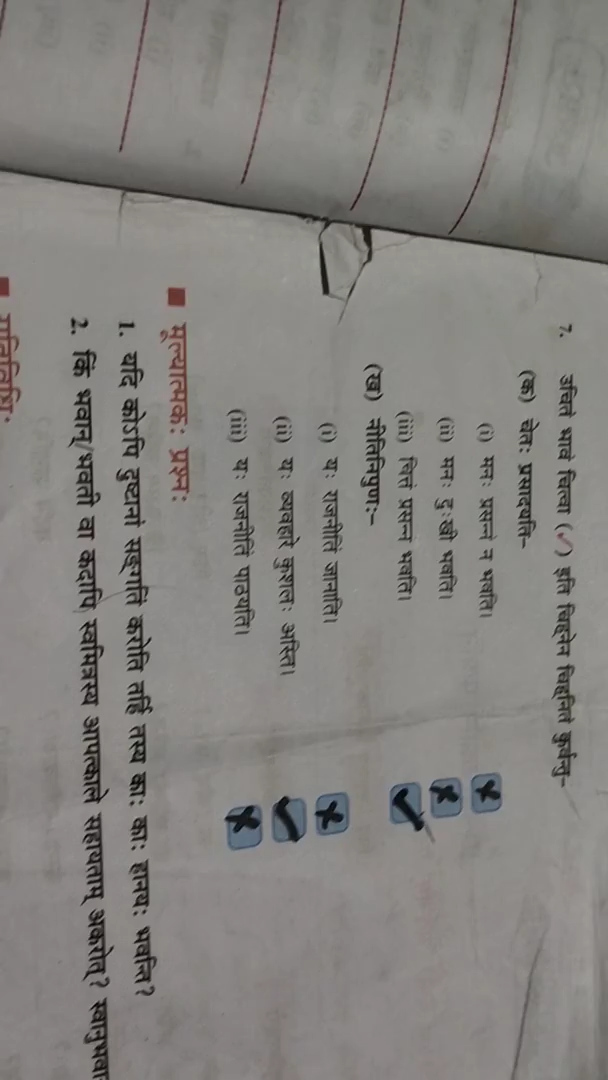 7. उचितं भावं चित्वा (✓) इति चिह्नेन चिह्नितं कुर्वन्तु–
(क) चेतः प्रसादयति–
(i) मनः प्रसन्नं न भवति। ✗
(ii) मनः दुःखी भवति। ✗
(iii) चित्तं प्रसन्नं भवति। ✓
(ख) नीतिनिपुणाः–
(i) यः राजनीतिं जानाति। ✗
(ii) यः व्यवहारे कुशलः अस्ति। ✓
(iii) यः राजनीतिं पाठयति। ✗
■ मूल्यात्मकः प्रश्नः
1. यदि कोऽपि दुष्टानां सङ्गतिं करोति तर्हि तस्य काः काः हानयः भवन्ति?
2. किं भवान्/भवती वा कदापि स्वमित्रस्य आपत्काले सहायताम् अकरोत्?